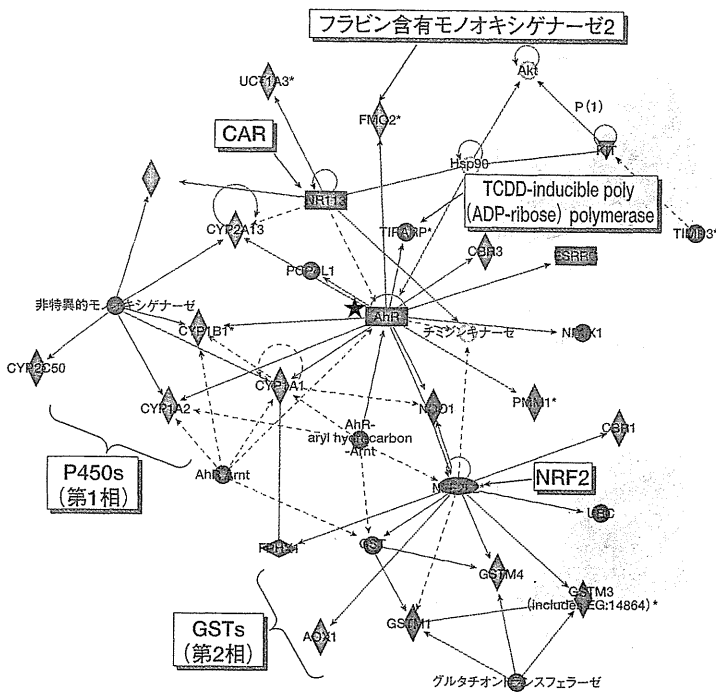 フラビン含有モノオキシゲナーゼ2
Akt
UCT1A3*
P(1)
FMO2*
CAR
Kit
Hsp90
NR113
TCDD-inducible poly
(ADP-ribose) polymerase
CYP2A13
TIPARP*
TIMP3*
CBR3
PGP4L1
非特異的モノオキシゲナーゼ
AhR
チミジンキナーゼ
CYP1B1*
CYP2C50
CYP1A1
CYP1A2
NQO1
PMM1*
AhR-
aryl hydrocarbon
-Arnt
CBR1
P450s
(第1相)
AhR-Arnt
NRF2
UBC
EPHX1
GST
GSTM4
GSTM3
(includes EG:14864)*
GSTs
(第2相)
AOX1
GSTM1
グルタチオントランスフェラーゼ